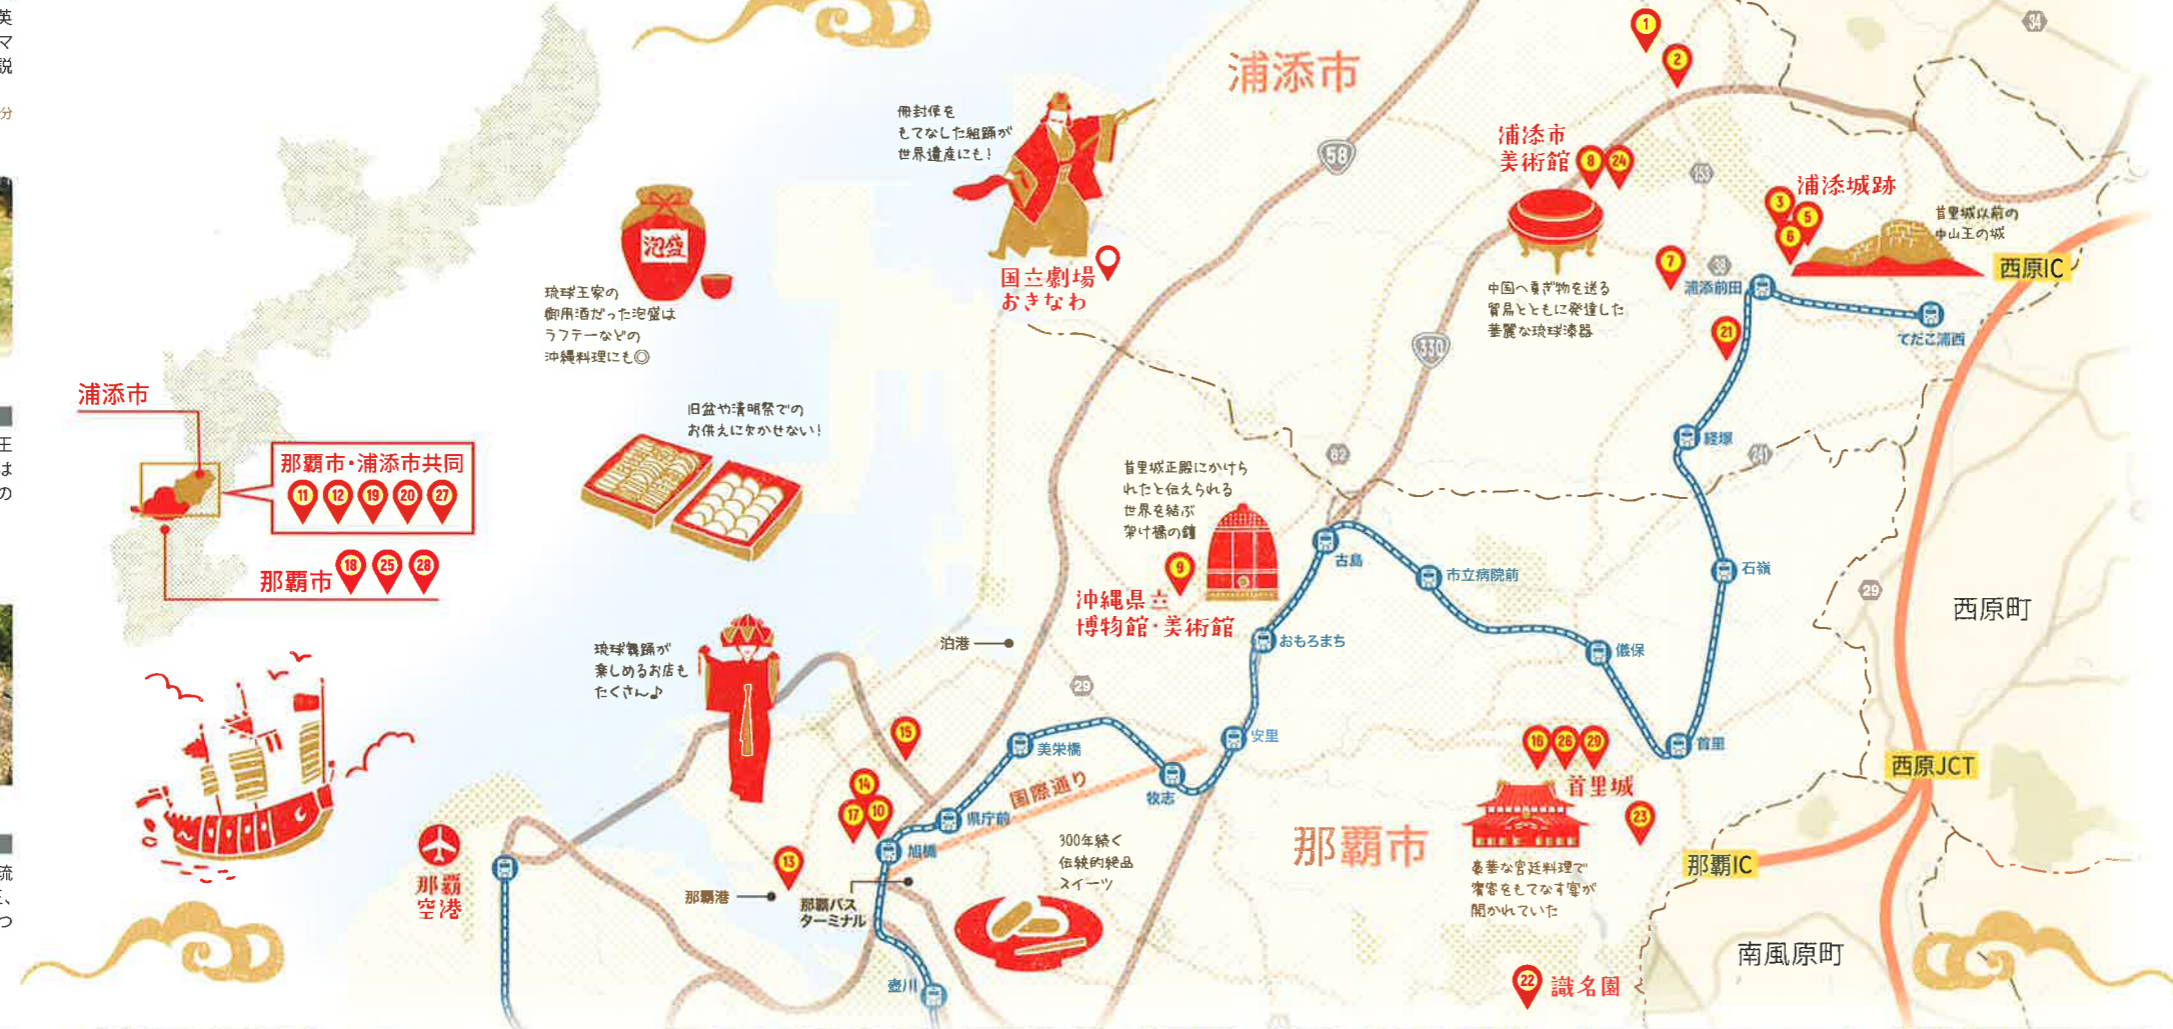 英
マ
説
分
王
は
の
琉
つ
浦添市
那覇市・浦添市共同
11 12 19 20 27
那覇市 18 25 28
泡盛
琉球王家の
御用酒だった泡盛は
ラフテーなどの
沖縄料理にも◎
旧盆や清明祭での
お供えに欠かせない!
琉球舞踊が
楽しめるお店も
たくさん♪
冊封使を
もてなした組踊が
世界遺産にも!
国立劇場
おきなわ
浦添市
58
330
1
2
34
浦添市
美術館 8 24
153
中国へ貢ぎ物を送る
貿易とともに発達した
華麗な琉球漆器
3
5
6
浦添城跡
首里城以前の
中山王の城
西原IC
7
38
浦添前田
てだこ浦西
21
経塚
241
82
首里城正殿にかけら
れたと伝えられる
世界を結ぶ
架け橋の鐘
9
沖縄県立
博物館・美術館
古島
市立病院前
石嶺
29
西原町
おもろまち
儀保
泊港
29
安里
首里
美栄橋
牧志
国際通り
15
14
17 10
県庁前
旭橋
13
那覇港
那覇バス
ターミナル
壺川
那覇
空港
300年続く
伝統的絶品
スイーツ
那覇市
16 26 29
首里城
23
豪華な宮廷料理で
賓客をもてなす宴が
開かれていた
西原JCT
那覇IC
南風原町
22 識名園